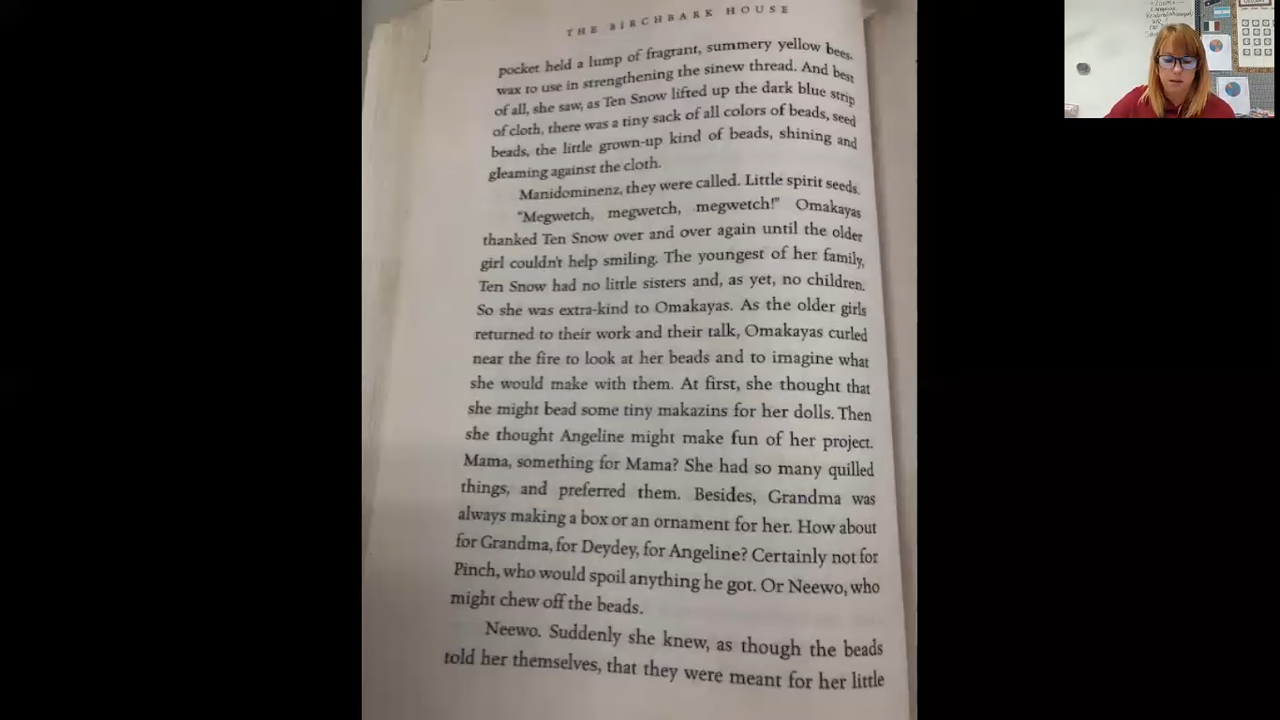 THE BIRCHBARK HOUSE
pocket held a lump of fragrant, summery yellow bees-
wax to use in strengthening the sinew thread. And best
of all, she saw, as Ten Snow lifted up the dark blue strip
of cloth, there was a tiny sack of all colors of beads, seed
beads, the little grown-up kind of beads, shining and
gleaming against the cloth.
Manidominenz, they were called. Little spirit seeds.
"Megwetch, megwetch, megwetch!" Omakayas
thanked Ten Snow over and over again until the older
girl couldn't help smiling. The youngest of her family,
Ten Snow had no little sisters and, as yet, no children.
So she was extra-kind to Omakayas. As the older girls
returned to their work and their talk, Omakayas curled
near the fire to look at her beads and to imagine what
she would make with them. At first, she thought that
she might bead some tiny makazins for her dolls. Then
she thought Angeline might make fun of her project.
Mama, something for Mama? She had so many quilled
things, and preferred them. Besides, Grandma was
always making a box or an ornament for her. How about
for Grandma, for Deydey, for Angeline? Certainly not for
Pinch, who would spoil anything he got. Or Neewo, who
might chew off the beads.
Neewo. Suddenly she knew, as though the beads
told her themselves, that they were meant for her little